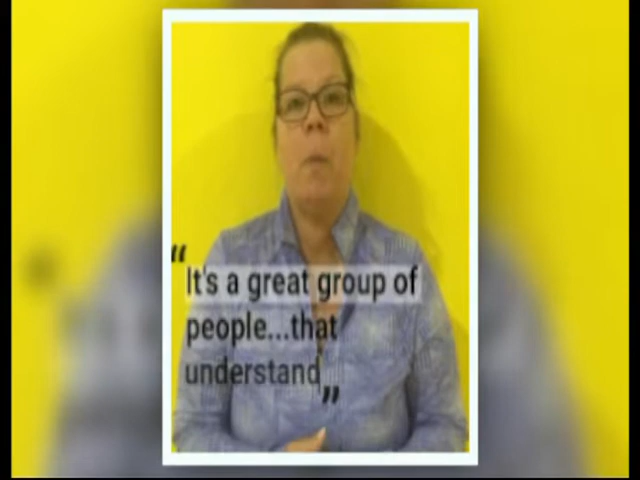 “
It's a great group of
people...that
understand
”